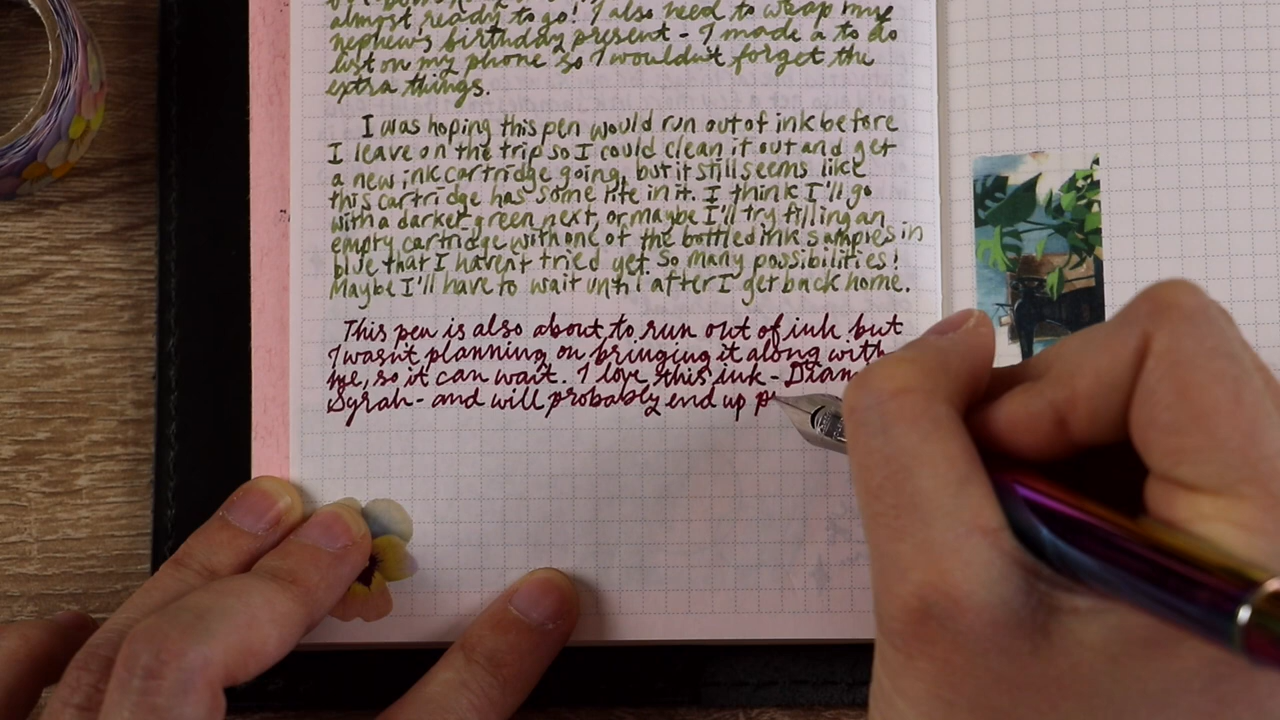 almost ready to go! I also need to wrap my
nephew's birthday present - I made a to do
list on my phone so I wouldn't forget the
extra things.
I was hoping this pen would run out of ink before
I leave on the trip so I could clean it out and get
a new ink cartridge going, but it still seems like
this cartridge has some life in it. I think I'll go
with a darker green next, or maybe I'll try filling an
empty cartridge with one of the bottled ink samples in
blue that I haven't tried yet. So many possibilities!
Maybe I'll have to wait until after I get back home.
This pen is also about to run out of ink but
I wasn't planning on bringing it along with
me, so it can wait. I love this ink - Diam
Syrah - and will probably end up p